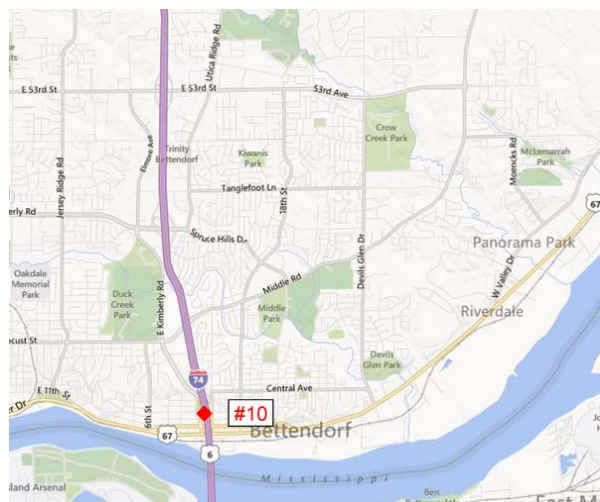 Utica Ridge Rd
E 53rd St
E 53rd St
53rd Ave
Crow
Creek Park
Jersey Ridge Rd
Elmore Ave
Trinity
Bettendorf
Kiwanis
Park
Moencks Rd
McLamarrah
Park
Tanglefoot Ln
18th St
67
erly Rd
Spruce Hills Dr
Devils Glen Dr
Panorama Park
Oakdale
Memorial
Park
Duck
Creek
Park
E Kimberly Rd
Middle Rd
Middle
Park
W Valley Dr
Riverdale
ocust St
Devils
Glen Park
74
E 11th St
6th St
Central Ave
er Dr
#10
67
Bettendorf
6
Mississippi
sland Arsenal
Ben